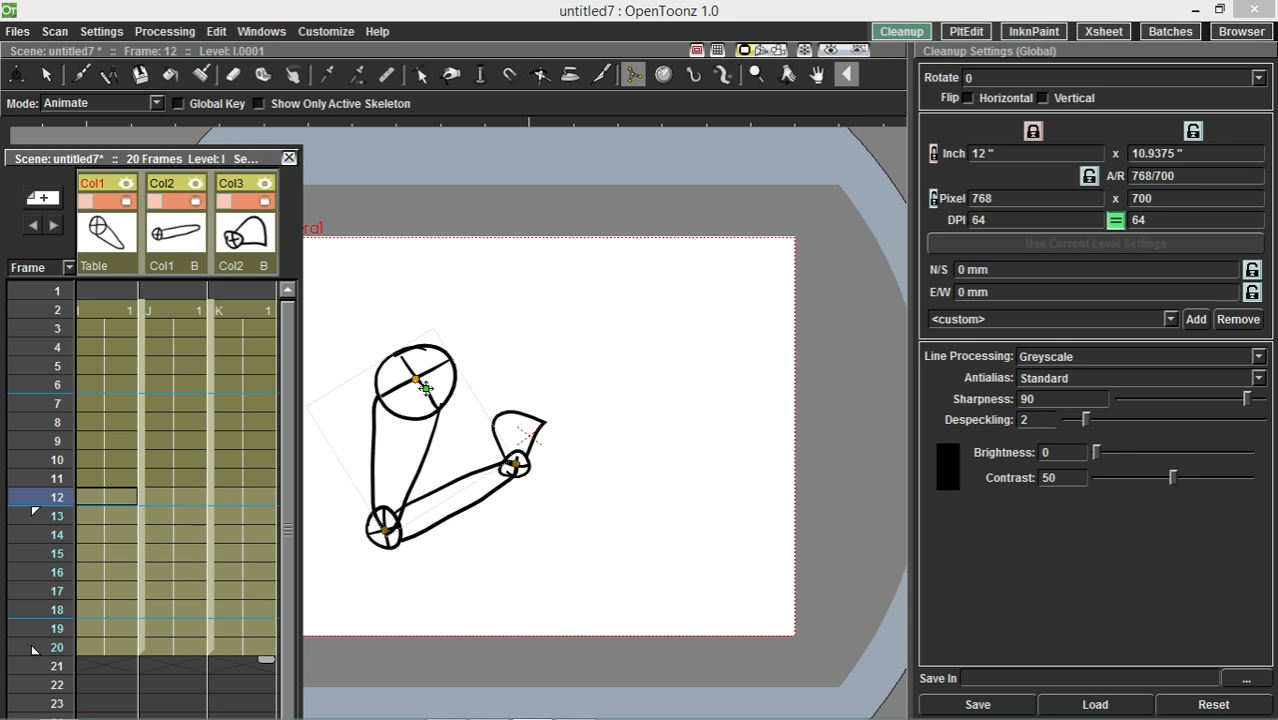 OT
untitled7 : OpenToonz 1.0
Files Scan Settings Processing Edit Windows Customize Help
Cleanup PltEdit InknPaint Xsheet Batches Browser
Scene: untitled7 * :: Frame: 12 :: Level:I.0001
Cleanup Settings (Global)
Mode: Animate Global Key Show Only Active Skeleton
Rotate 0
Flip Horizontal Vertical
Scene: untitled7* :: 20 Frames Level: I Se...
Inch 12 " x 10.9375 "
A/R 768/700
Pixel 768 x 700
DPI 64 = 64
Use Current Level Settings
N/S 0 mm
E/W 0 mm
<custom> Add Remove
Line Processing: Greyscale
Antialias: Standard
Sharpness: 90
Despeckling: 2
Brightness: 0
Contrast: 50
Save In ...
Save Load Reset
Col1 Col2 Col3
Table Col1 B Col2 B
Frame
1
2 I 1 J 1 K 1
3
4
5
6
7
8
9
10
11
12
13
14
15
16
17
18
19
20
21
22
23